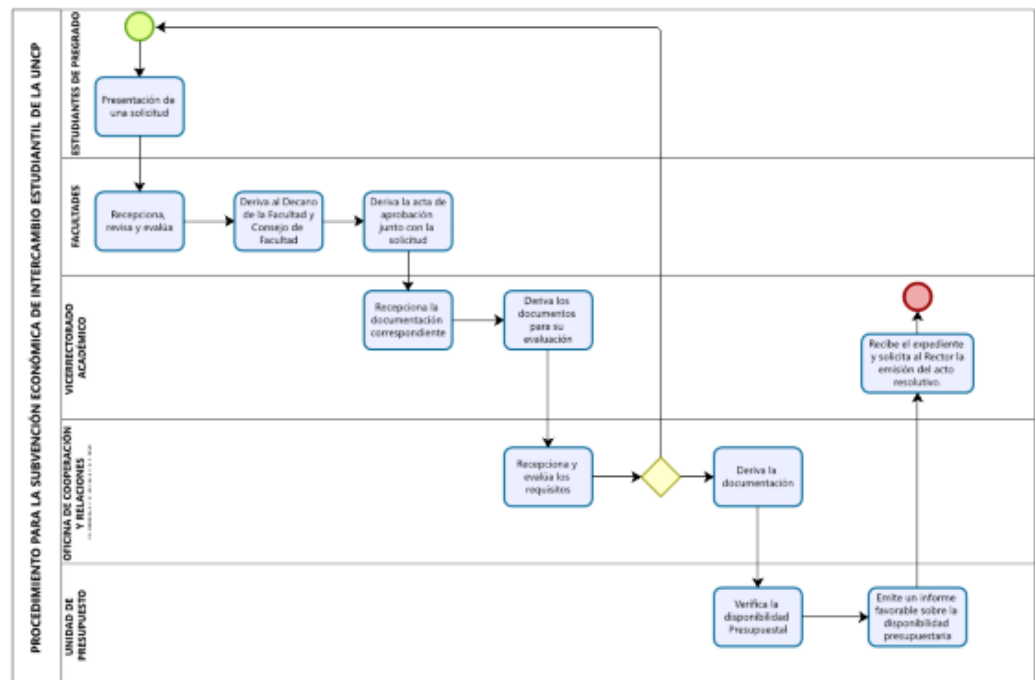 PROCEDIMIENTO PARA LA SUBVENCIÓN ECONÓMICA DE INTERCAMBIO ESTUDIANTIL DE LA UNCP
ESTUDIANTES DE PREGRADO
Presentación de
una solicitud
FACULTADES
Recepciona,
revisa y evalúa
Deriva al Decano
de la Facultad y
Consejo de
Facultad
Deriva la acta de
aprobación
junto con la
solicitud
VICERRECTORADO
ACADÉMICO
Recepciona la
documentación
correspondiente
Deriva los
documentos
para su
evaluación
Recibe el expediente
y solicita al Rector la
emisión del acto
resolutivo.
OFICINA DE COOPERACIÓN
Y RELACIONES
Recepciona y
evalúa los
requisitos
Deriva la
documentación
UNIDAD DE
PRESUPUESTO
Verifica la
disponibilidad
Presupuestal
Emite un informe
favorable sobre la
disponibilidad
presupuestaria